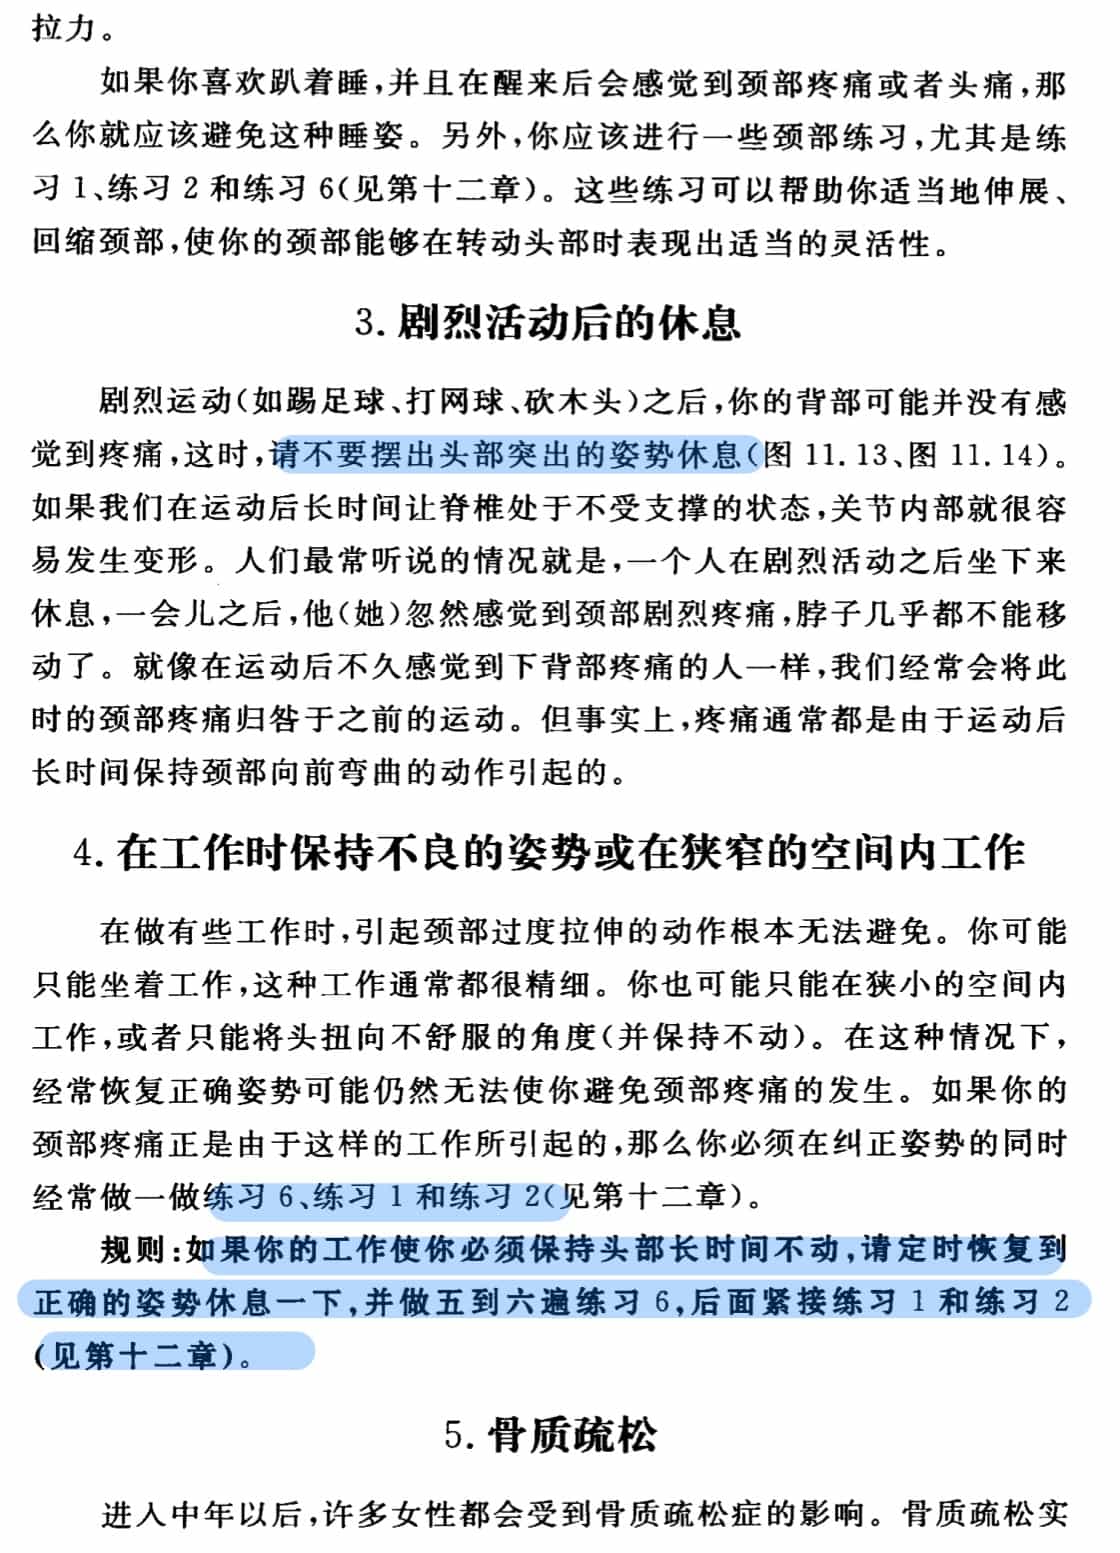 拉力。
如果你喜欢趴着睡,并且在醒来后会感觉到颈部疼痛或者头痛,那
么你就应该避免这种睡姿。另外,你应该进行一些颈部练习,尤其是练
习 1、练习 2 和练习 6(见第十二章)。这些练习可以帮助你适当地伸展、
回缩颈部,使你的颈部能够在转动头部时表现出适当的灵活性。
3. 剧烈活动后的休息
剧烈运动(如踢足球、打网球、砍木头)之后,你的背部可能并没有感
觉到疼痛,这时,请不要摆出头部突出的姿势休息(图 11.13、图 11.14)。
如果我们在运动后长时间让脊椎处于不受支撑的状态,关节内部就很容
易发生变形。人们最常听说的情况就是,一个人在剧烈活动之后坐下来
休息,一会儿之后,他(她)忽然感觉到颈部剧烈疼痛,脖子几乎都不能移
动了。就像在运动后不久感觉到下背部疼痛的人一样,我们经常会将此
时的颈部疼痛归咎于之前的运动。但事实上,疼痛通常都是由于运动后
长时间保持颈部向前弯曲的动作引起的。
4. 在工作时保持不良的姿势或在狭窄的空间内工作
在做有些工作时,引起颈部过度拉伸的动作根本无法避免。你可能
只能坐着工作,这种工作通常都很精细。你也可能只能在狭小的空间内
工作,或者只能将头扭向不舒服的角度(并保持不动)。在这种情况下,
经常恢复正确姿势可能仍然无法使你避免颈部疼痛的发生。如果你的
颈部疼痛正是由于这样的工作所引起的,那么你必须在纠正姿势的同时
经常做一做练习 6、练习 1 和练习 2(见第十二章)。
规则:如果你的工作使你必须保持头部长时间不动,请定时恢复到
正确的姿势休息一下,并做五到六遍练习 6,后面紧接练习 1 和练习 2
(见第十二章)。
5. 骨质疏松
进入中年以后,许多女性都会受到骨质疏松症的影响。骨质疏松实